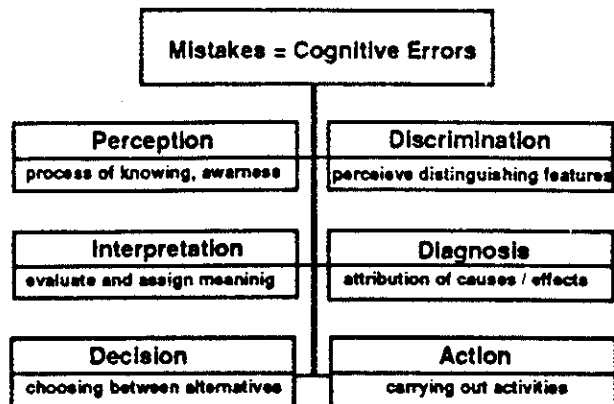 Mistakes = Cognitive Errors
Perception
process of knowing, awarness
Discrimination
perceieve distinguishing features
Interpretation
evaluate and assign meaninig
Diagnosis
attribution of causes / effects
Decision
choosing between alternatives
Action
carrying out activities